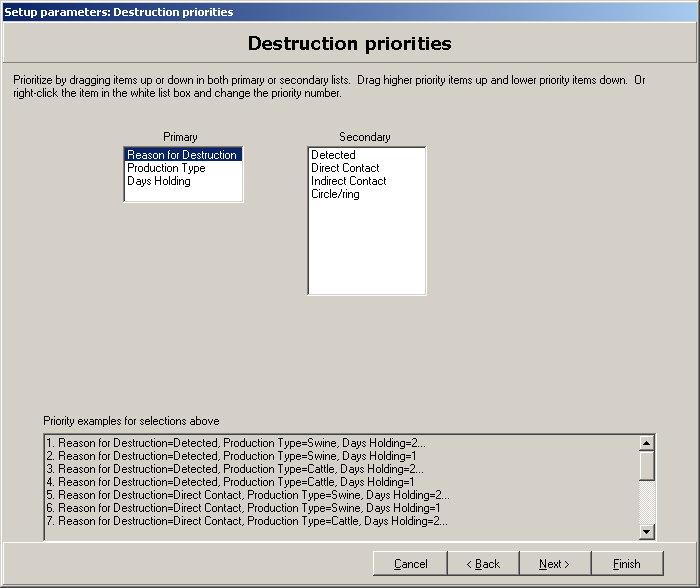 Setup parameters: Destruction priorities
Destruction priorities
Prioritize by dragging items up or down in both primary or secondary lists.  Drag higher priority items up and lower priority items down.  Or
right-click the item in the white list box and change the priority number.
Primary
Reason for Destruction
Production Type
Days Holding
Secondary
Detected
Direct Contact
Indirect Contact
Circle/ring
Priority examples for selections above
1. Reason for Destruction=Detected, Production Type=Swine, Days Holding=2...
2. Reason for Destruction=Detected, Production Type=Swine, Days Holding=1
3. Reason for Destruction=Detected, Production Type=Cattle, Days Holding=2...
4. Reason for Destruction=Detected, Production Type=Cattle, Days Holding=1
5. Reason for Destruction=Direct Contact, Production Type=Swine, Days Holding=2...
6. Reason for Destruction=Direct Contact, Production Type=Swine, Days Holding=1
7. Reason for Destruction=Direct Contact, Production Type=Cattle, Days Holding=2...
Cancel
< Back
Next >
Finish